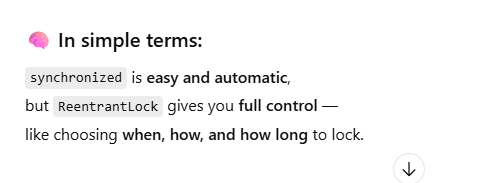 🧠 In simple terms:
synchronized is easy and automatic,
but ReentrantLock gives you full control —
like choosing when, how, and how long to lock.